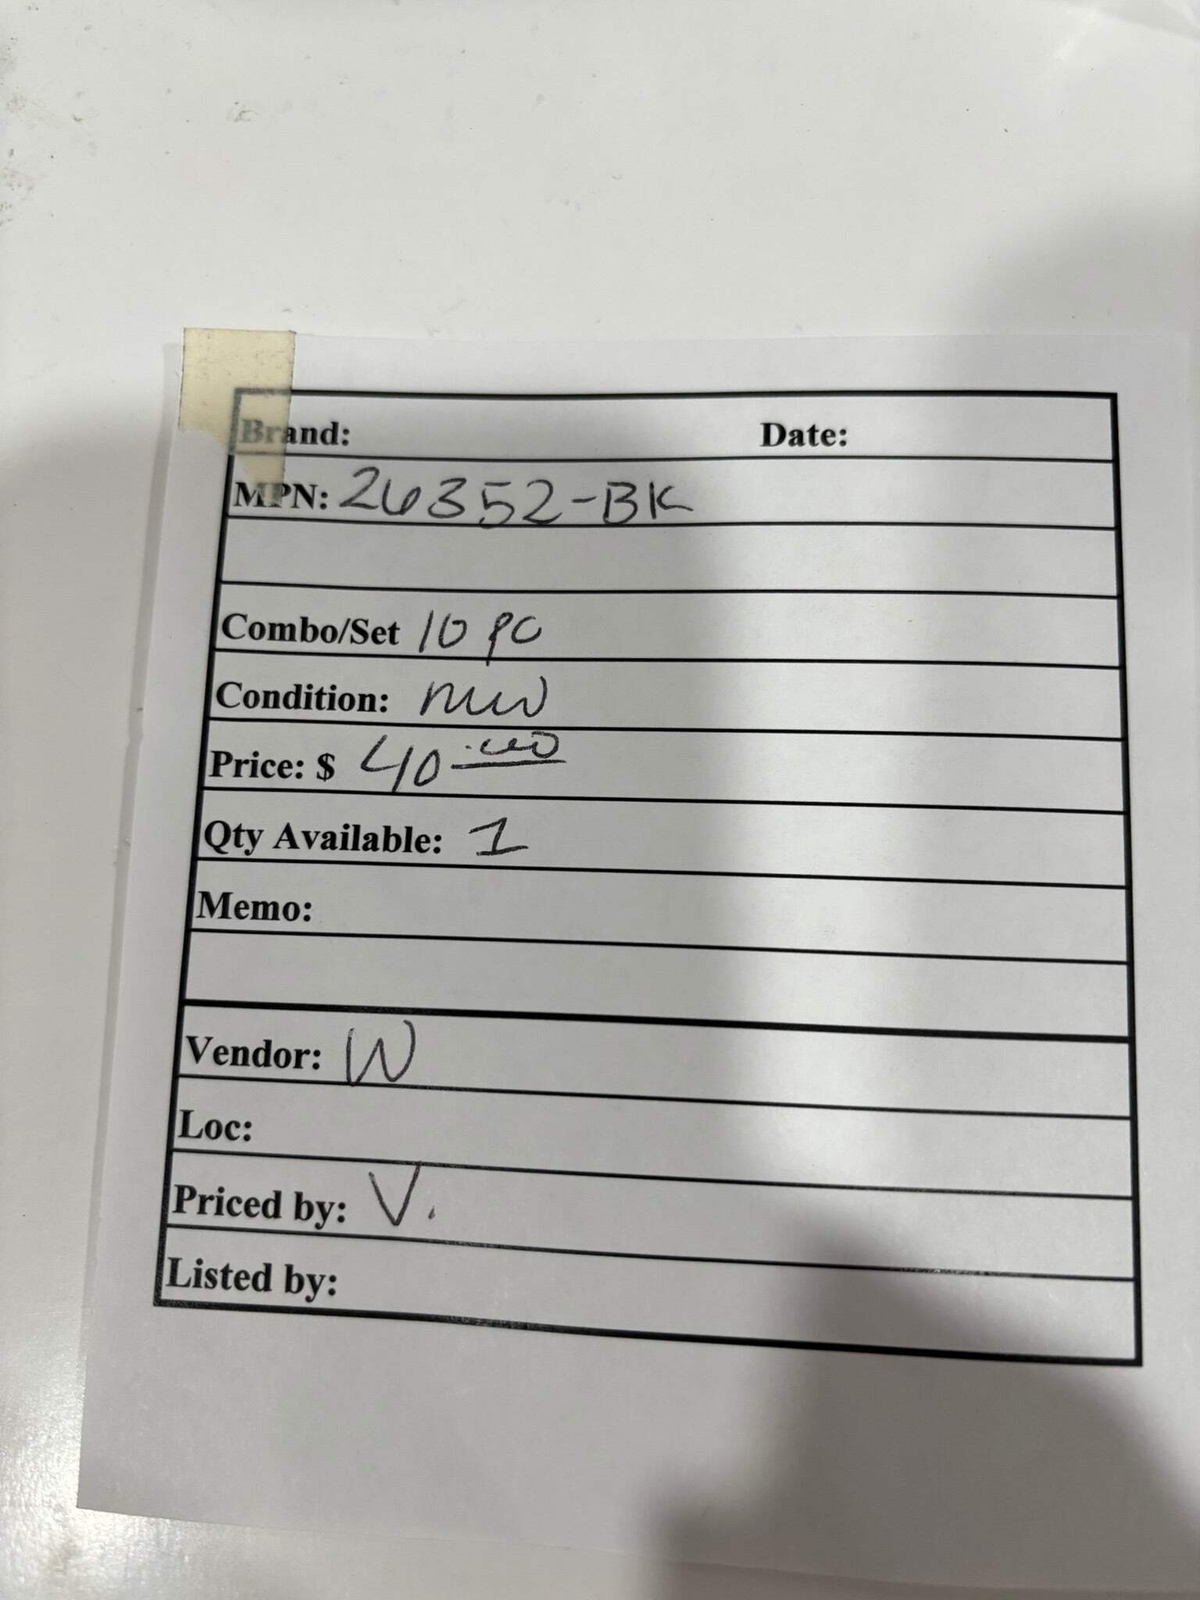 Brand: Date:
MPN: 26352-BK
Combo/Set 10 pc
Condition: new
Price: $ 40.00
Qty Available: 1
Memo:
Vendor: W
Loc:
Priced by: V.
Listed by: